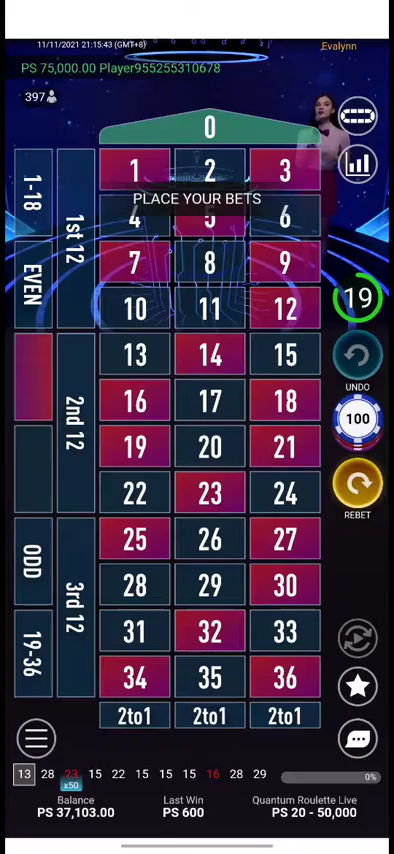 11/11/2021 21:15:43 (GMT+8)
Evalynn
PS 75,000.00 Player955255310678
397
0
1 2 3
PLACE YOUR BETS
4 5 6
7 8 9
10 11 12
13 14 15
16 17 18
19 20 21
22 23 24
25 26 27
28 29 30
31 32 33
34 35 36
2to1 2to1 2to1
1-18
EVEN
ODD
19-36
1st 12
2nd 12
3rd 12
19
UNDO
100
REBET
13 28 23 15 22 15 15 15 16 28 29
x50
0%
Balance
PS 37,103.00
Last Win
PS 600
Quantum Roulette Live
PS 20 - 50,000